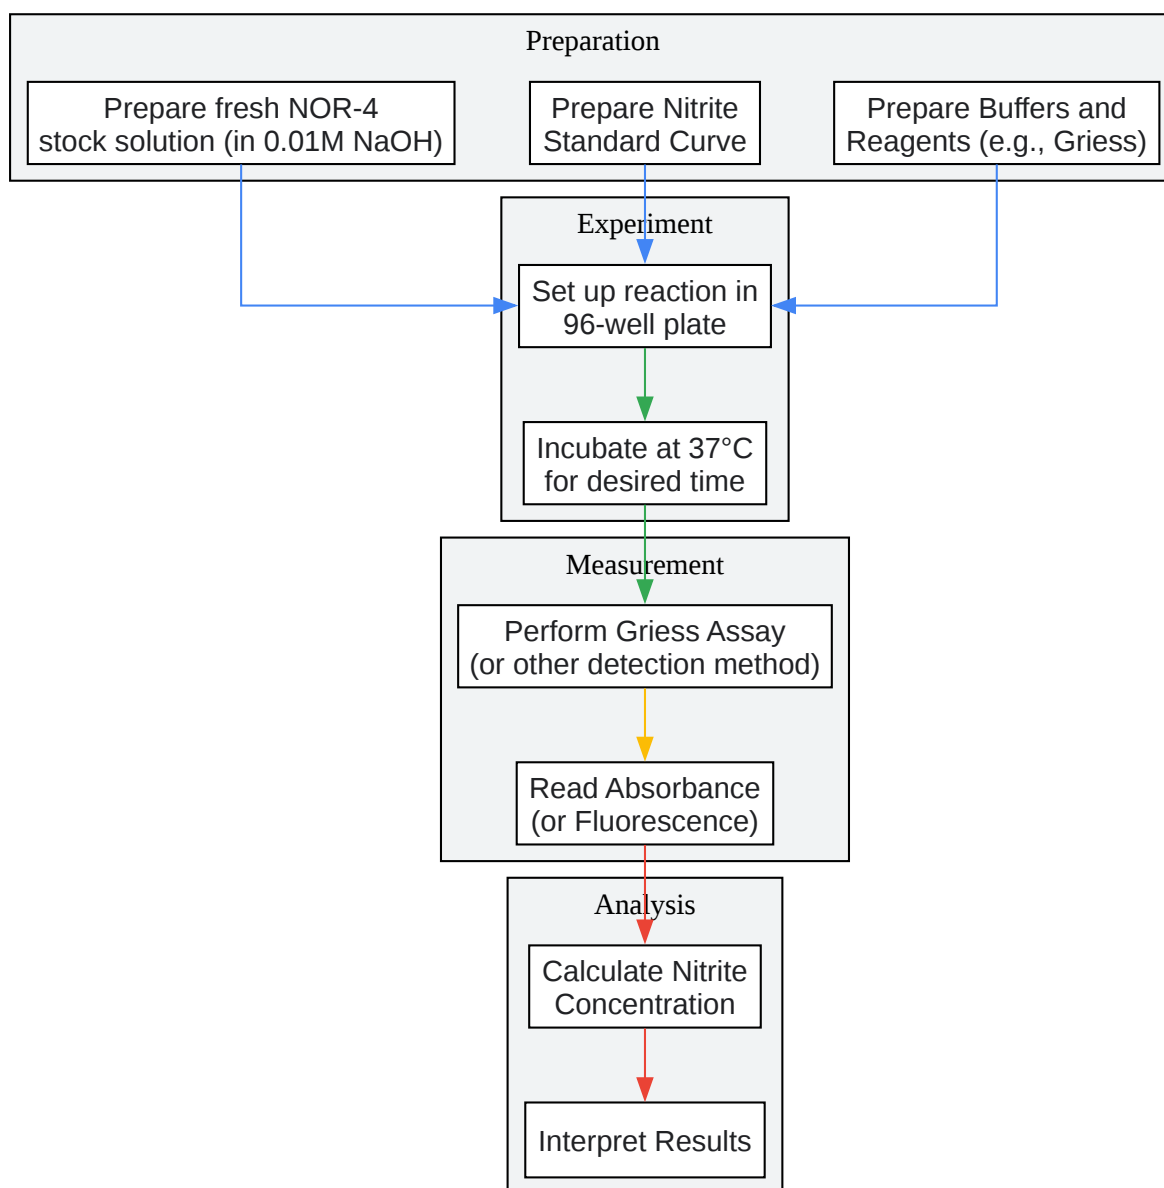 Preparation
Prepare fresh NOR-4
stock solution (in 0.01M NaOH)
Prepare Nitrite
Standard Curve
Prepare Buffers and
Reagents (e.g., Griess)
Experiment
Set up reaction in
96-well plate
Incubate at 37°C
for desired time
Measurement
Perform Griess Assay
(or other detection method)
Read Absorbance
(or Fluorescence)
Analysis
Calculate Nitrite
Concentration
Interpret Results